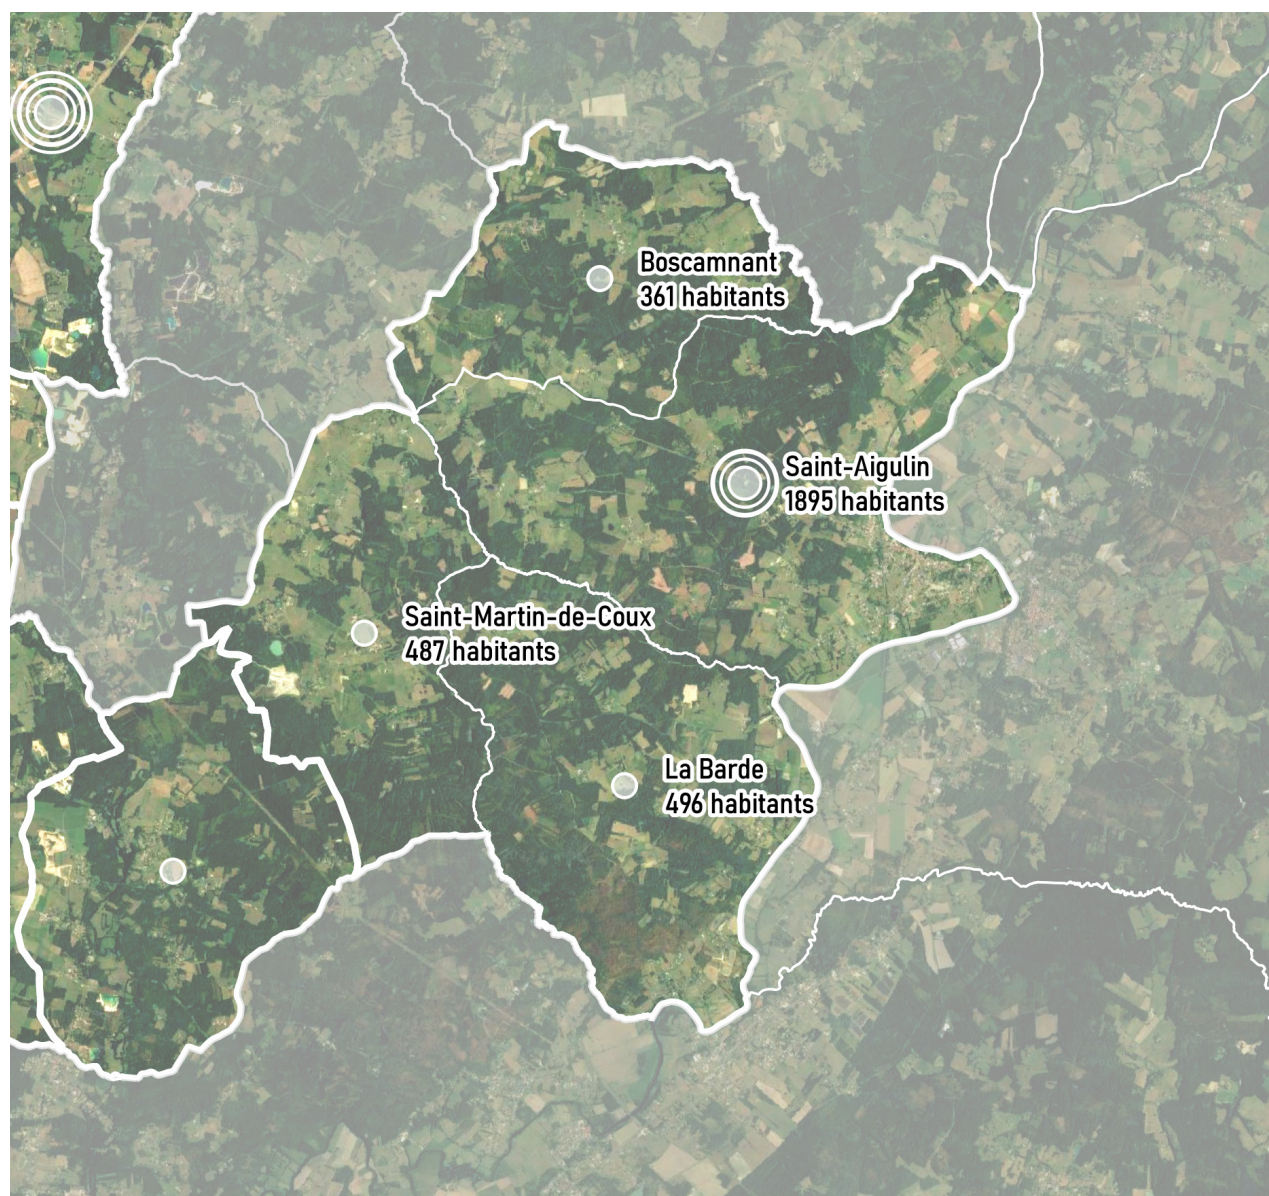 Boscamnant
361 habitants
Saint-Aigulin
1895 habitants
Saint-Martin-de-Coux
487 habitants
La Barde
496 habitants